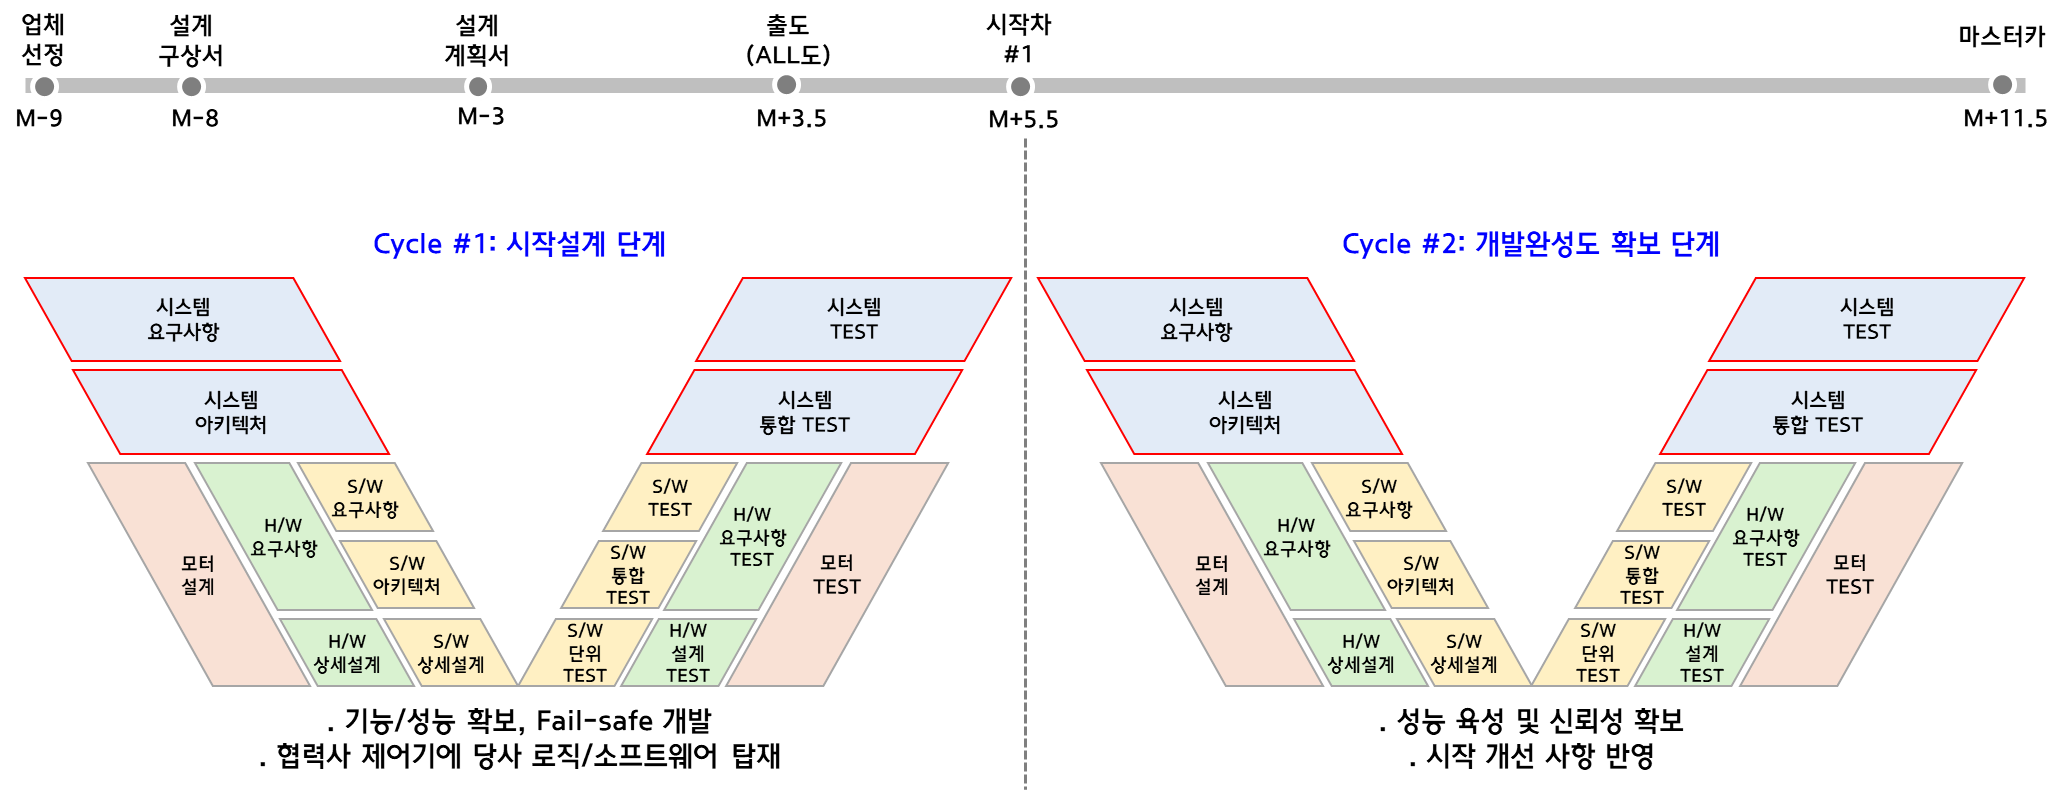 업체
선정
M-9
설계
구상서
M-8
설계
계획서
M-3
출도
(ALL도)
M+3.5
시작차
#1
M+5.5
마스터카
M+11.5
Cycle #1: 시작설계 단계
시스템
요구사항
시스템
아키텍처
모터
설계
H/W
요구사항
S/W
요구사항
S/W
아키텍처
H/W
상세설계
S/W
상세설계
시스템
TEST
시스템
통합 TEST
S/W
TEST
S/W
통합
TEST
S/W
단위
TEST
H/W
요구사항
TEST
H/W
설계
TEST
모터
TEST
. 기능/성능 확보, Fail-safe 개발
. 협력사 제어기에 당사 로직/소프트웨어 탑재
Cycle #2: 개발완성도 확보 단계
시스템
요구사항
시스템
아키텍처
모터
설계
H/W
요구사항
S/W
요구사항
S/W
아키텍처
H/W
상세설계
S/W
상세설계
시스템
TEST
시스템
통합 TEST
S/W
TEST
S/W
통합
TEST
S/W
단위
TEST
H/W
요구사항
TEST
H/W
설계
TEST
모터
TEST
. 성능 육성 및 신뢰성 확보
. 시작 개선 사항 반영